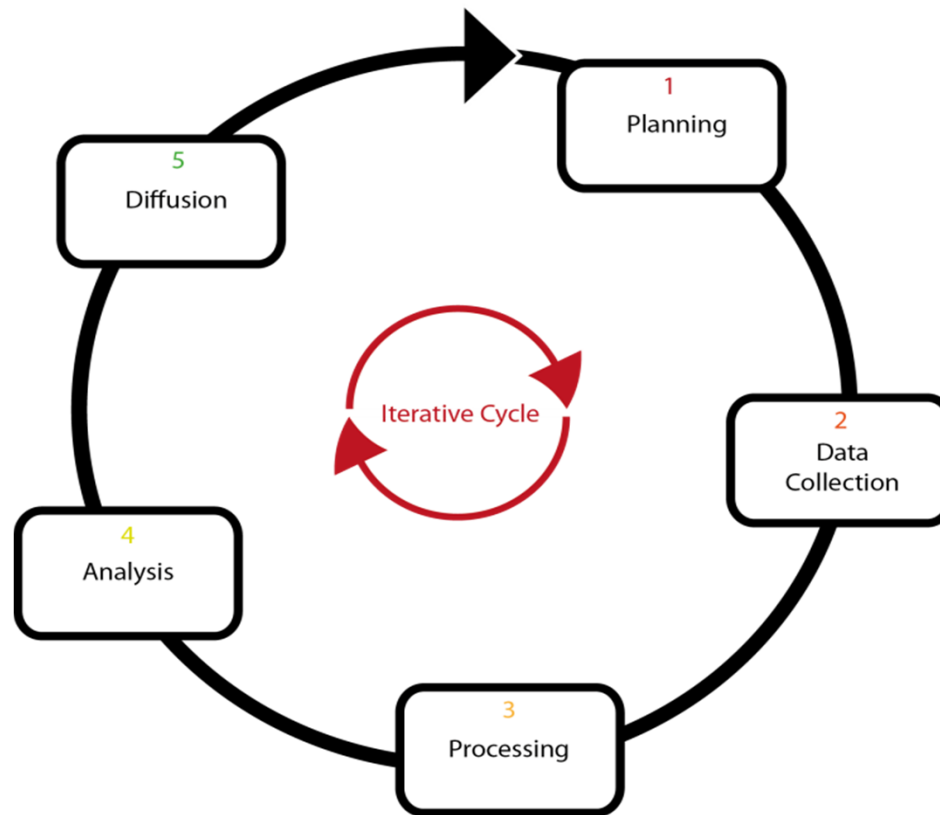 1
Planning
2
Data
Collection
3
Processing
4
Analysis
5
Diffusion
Iterative Cycle